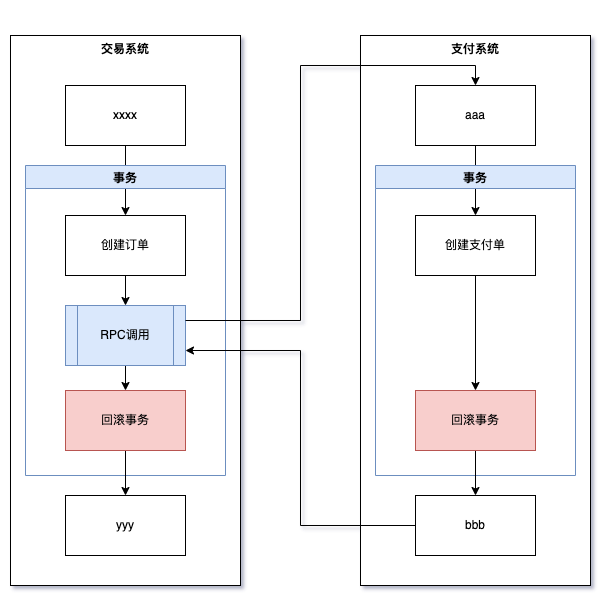 交易系统
xxxx
事务
创建订单
RPC调用
回滚事务
yyy
支付系统
aaa
事务
创建支付单
回滚事务
bbb